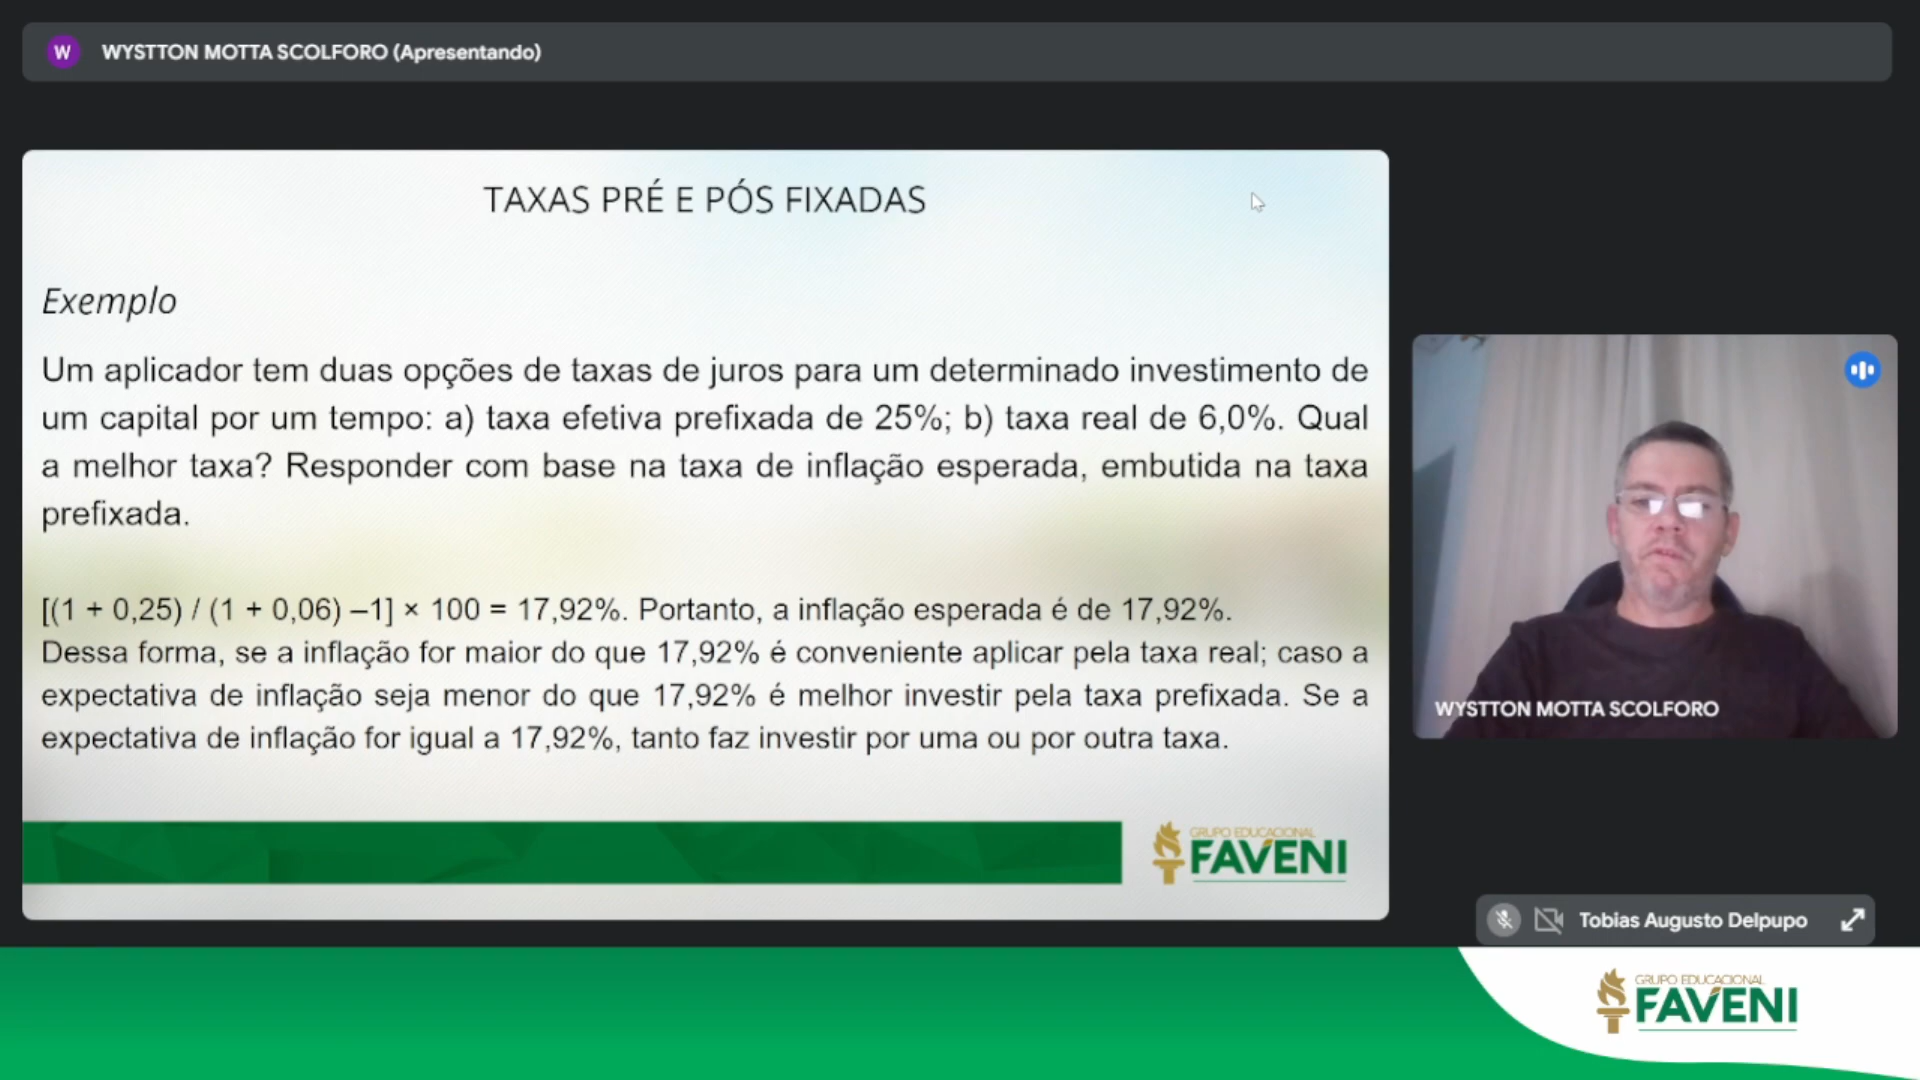 W WYSTTON MOTTA SCOLFORO (Apresentando)
TAXAS PRÉ E PÓS FIXADAS
Exemplo
Um aplicador tem duas opções de taxas de juros para um determinado investimento de
um capital por um tempo: a) taxa efetiva prefixada de 25%; b) taxa real de 6,0%. Qual
a melhor taxa? Responder com base na taxa de inflação esperada, embutida na taxa
prefixada.
[(1 + 0,25) / (1 + 0,06) –1] × 100 = 17,92%. Portanto, a inflação esperada é de 17,92%.
Dessa forma, se a inflação for maior do que 17,92% é conveniente aplicar pela taxa real; caso a
expectativa de inflação seja menor do que 17,92% é melhor investir pela taxa prefixada. Se a
expectativa de inflação for igual a 17,92%, tanto faz investir por uma ou por outra taxa.
GRUPO EDUCACIONAL
FAVENI
WYSTTON MOTTA SCOLFORO
Tobias Augusto Delpupo
GRUPO EDUCACIONAL
FAVENI